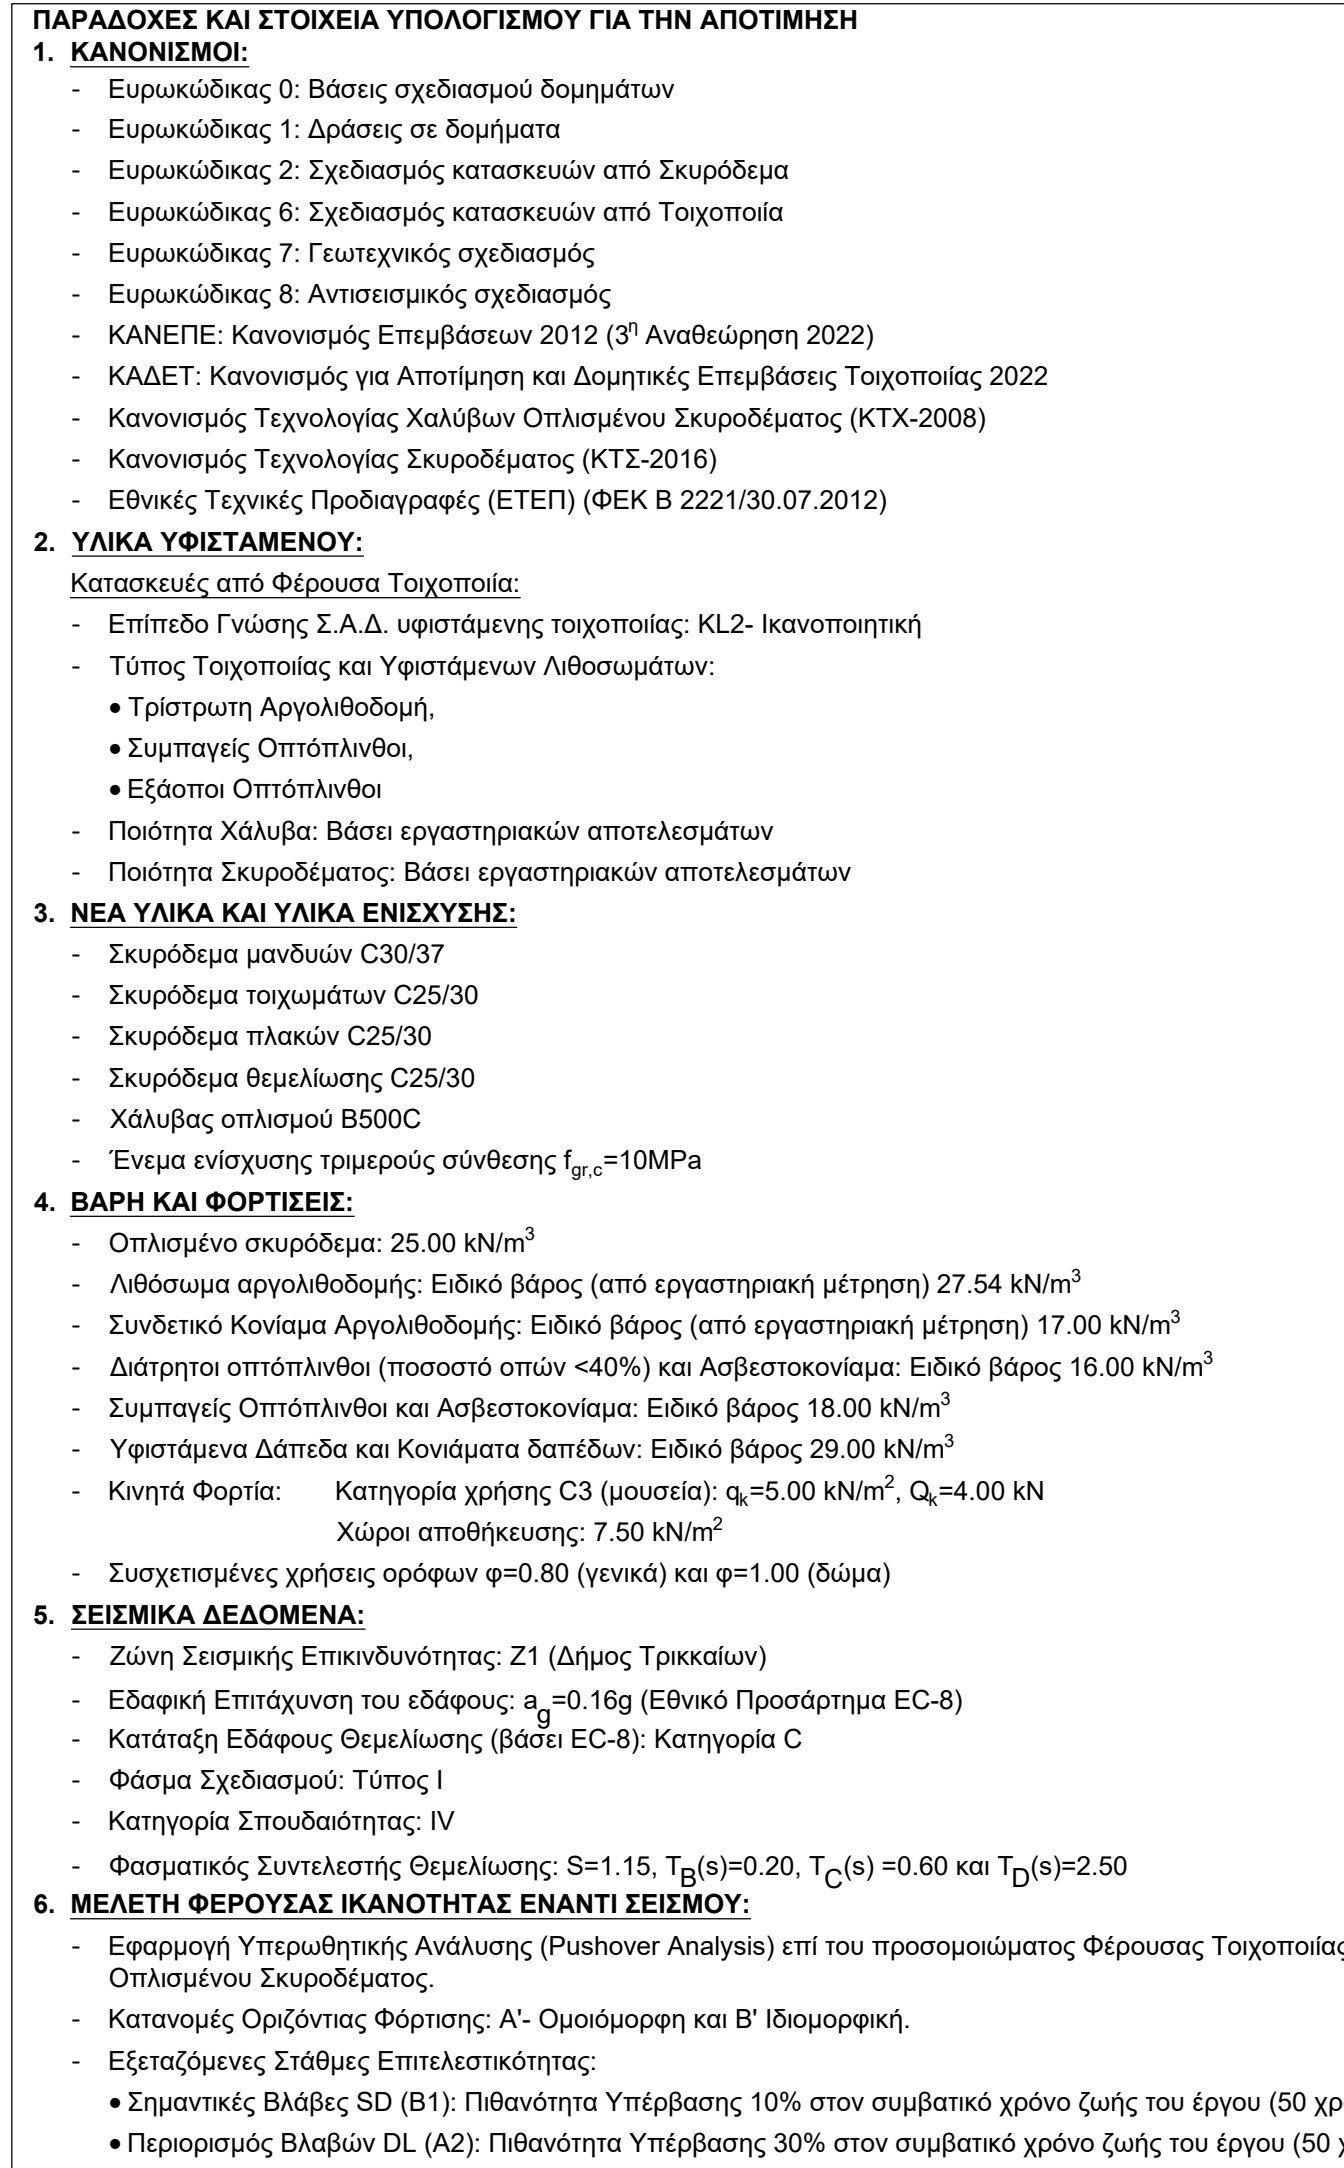 ΠΑΡΑΔΟΧΕΣ ΚΑΙ ΣΤΟΙΧΕΙΑ ΥΠΟΛΟΓΙΣΜΟΥ ΓΙΑ ΤΗΝ ΑΠΟΤΙΜΗΣΗ
1. ΚΑΝΟΝΙΣΜΟΙ:
- Ευρωκώδικας 0: Βάσεις σχεδιασμού δομημάτων
- Ευρωκώδικας 1: Δράσεις σε δομήματα
- Ευρωκώδικας 2: Σχεδιασμός κατασκευών από Σκυρόδεμα
- Ευρωκώδικας 6: Σχεδιασμός κατασκευών από Τοιχοποιία
- Ευρωκώδικας 7: Γεωτεχνικός σχεδιασμός
- Ευρωκώδικας 8: Αντισεισμικός σχεδιασμός
- ΚΑΝΕΠΕ: Κανονισμός Επεμβάσεων 2012 (3η Αναθεώρηση 2022)
- ΚΑΔΕΤ: Κανονισμός για Αποτίμηση και Δομητικές Επεμβάσεις Τοιχοποιίας 2022
- Κανονισμός Τεχνολογίας Χαλύβων Οπλισμένου Σκυροδέματος (ΚΤΧ-2008)
- Κανονισμός Τεχνολογίας Σκυροδέματος (ΚΤΣ-2016)
- Εθνικές Τεχνικές Προδιαγραφές (ΕΤΕΠ) (ΦΕΚ Β 2221/30.07.2012)
2. ΥΛΙΚΑ ΥΦΙΣΤΑΜΕΝΟΥ:
Κατασκευές από Φέρουσα Τοιχοποιία:
- Επίπεδο Γνώσης Σ.Α.Δ. υφιστάμενης τοιχοποιίας: KL2- Ικανοποιητική
- Τύπος Τοιχοποιίας και Υφιστάμενων Λιθοσωμάτων:
• Τρίστρωτη Αργολιθοδομή,
• Συμπαγείς Οπτόπλινθοι,
• Εξάοποι Οπτόπλινθοι
- Ποιότητα Χάλυβα: Βάσει εργαστηριακών αποτελεσμάτων
- Ποιότητα Σκυροδέματος: Βάσει εργαστηριακών αποτελεσμάτων
3. ΝΕΑ ΥΛΙΚΑ ΚΑΙ ΥΛΙΚΑ ΕΝΙΣΧΥΣΗΣ:
- Σκυρόδεμα μανδυών C30/37
- Σκυρόδεμα τοιχωμάτων C25/30
- Σκυρόδεμα πλακών C25/30
- Σκυρόδεμα θεμελίωσης C25/30
- Χάλυβας οπλισμού B500C
- Ένεμα ενίσχυσης τριμερούς σύνθεσης fgr,c=10MPa
4. ΒΑΡΗ ΚΑΙ ΦΟΡΤΙΣΕΙΣ:
- Οπλισμένο σκυρόδεμα: 25.00 kN/m³
- Λιθόσωμα αργολιθοδομής: Ειδικό βάρος (από εργαστηριακή μέτρηση) 27.54 kN/m³
- Συνδετικό Κονίαμα Αργολιθοδομής: Ειδικό βάρος (από εργαστηριακή μέτρηση) 17.00 kN/m³
- Διάτρητοι οπτόπλινθοι (ποσοστό οπών <40%) και Ασβεστοκονίαμα: Ειδικό βάρος 16.00 kN/m³
- Συμπαγείς Οπτόπλινθοι και Ασβεστοκονίαμα: Ειδικό βάρος 18.00 kN/m³
- Υφιστάμενα Δάπεδα και Κονιάματα δαπέδων: Ειδικό βάρος 29.00 kN/m³
- Κινητά Φορτία: Κατηγορία χρήσης C3 (μουσεία): qk=5.00 kN/m², Qk=4.00 kN
Χώροι αποθήκευσης: 7.50 kN/m²
- Συσχετισμένες χρήσεις ορόφων φ=0.80 (γενικά) και φ=1.00 (δώμα)
5. ΣΕΙΣΜΙΚΑ ΔΕΔΟΜΕΝΑ:
- Ζώνη Σεισμικής Επικινδυνότητας: Ζ1 (Δήμος Τρικκαίων)
- Εδαφική Επιτάχυνση του εδάφους: ag=0.16g (Εθνικό Προσάρτημα EC-8)
- Κατάταξη Εδάφους Θεμελίωσης (βάσει EC-8): Κατηγορία C
- Φάσμα Σχεδιασμού: Τύπος Ι
- Κατηγορία Σπουδαιότητας: IV
- Φασματικός Συντελεστής Θεμελίωσης: S=1.15, TB(s)=0.20, TC(s) =0.60 και TD(s)=2.50
6. ΜΕΛΕΤΗ ΦΕΡΟΥΣΑΣ ΙΚΑΝΟΤΗΤΑΣ ΕΝΑΝΤΙ ΣΕΙΣΜΟΥ:
- Εφαρμογή Υπερωθητικής Ανάλυσης (Pushover Analysis) επί του προσομοιώματος Φέρουσας Τοιχοποιίας
Οπλισμένου Σκυροδέματος.
- Κατανομές Οριζόντιας Φόρτισης: Α'- Ομοιόμορφη και Β' Ιδιομορφική.
- Εξεταζόμενες Στάθμες Επιτελεστικότητας:
• Σημαντικές Βλάβες SD (B1): Πιθανότητα Υπέρβασης 10% στον συμβατικό χρόνο ζωής του έργου (50
• Περιορισμός Βλαβών DL (A2): Πιθανότητα Υπέρβασης 30% στον συμβατικό χρόνο ζωής του έργου (50